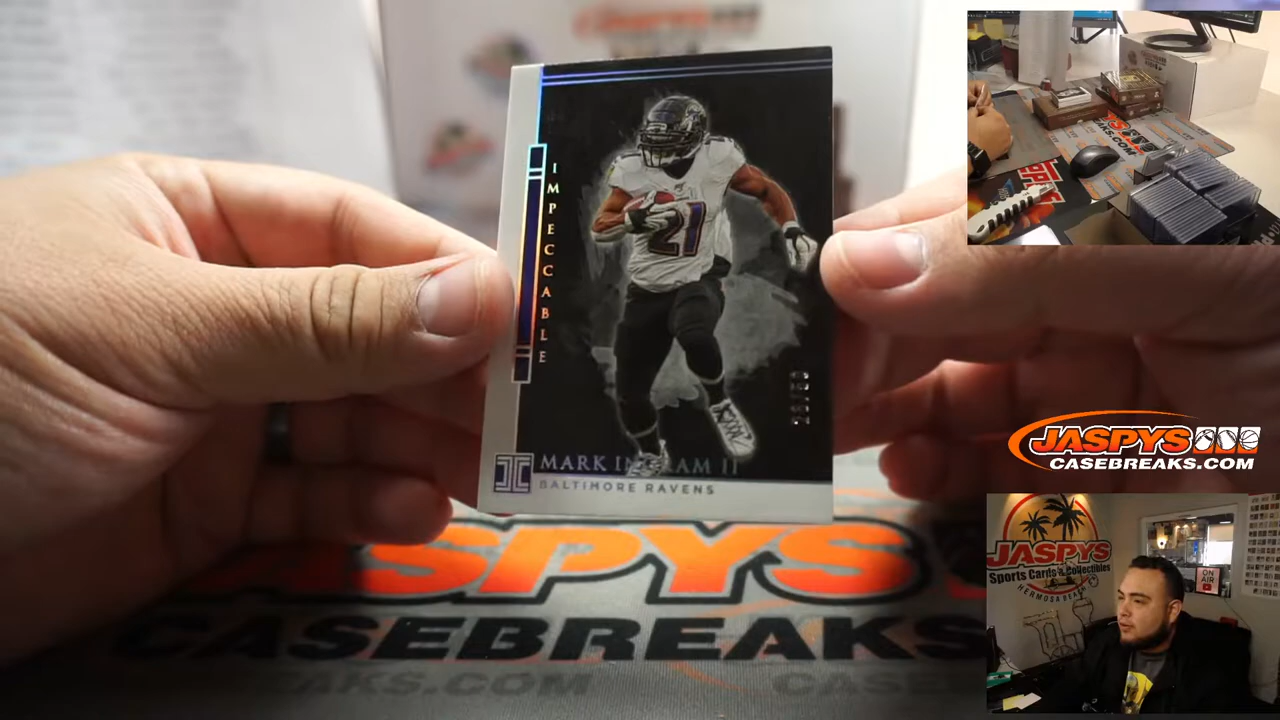 IMPECCABLE
21
MARK INGRAM II
BALTIMORE RAVENS
SPYS
CASEBREAKS
JASPYS
CASEBREAKS.COM
JASPYS
Sports Cards & Collectibles
HERMOSA BEACH
ON
AIR